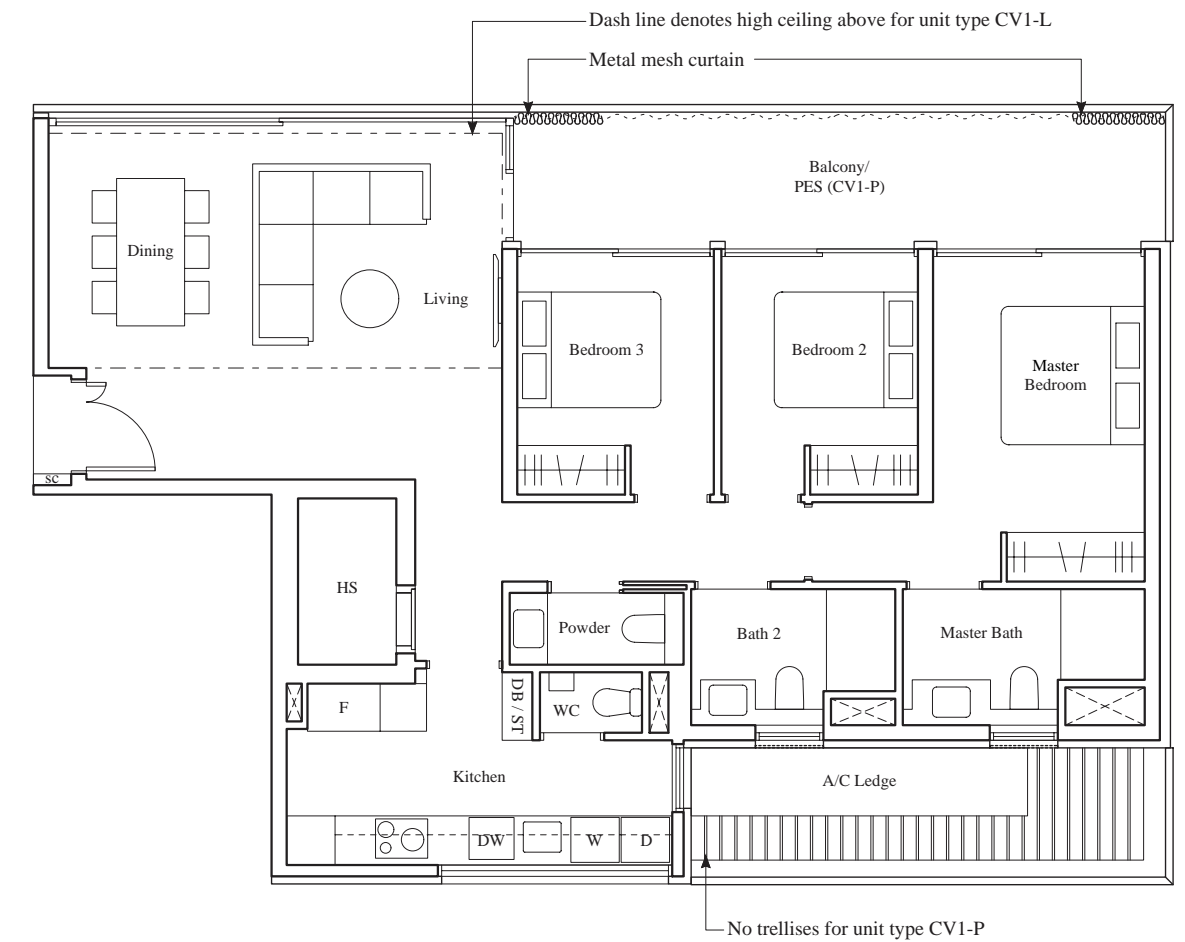 Dash line denotes high ceiling above for unit type CV1-L
Metal mesh curtain
Balcony/
PES (CV1-P)
Dining
Living
Bedroom 3
Bedroom 2
Master
Bedroom
SC
HS
Powder
Bath 2
Master Bath
F
DB / ST
WC
Kitchen
A/C Ledge
DW
W
D
No trellises for unit type CV1-P